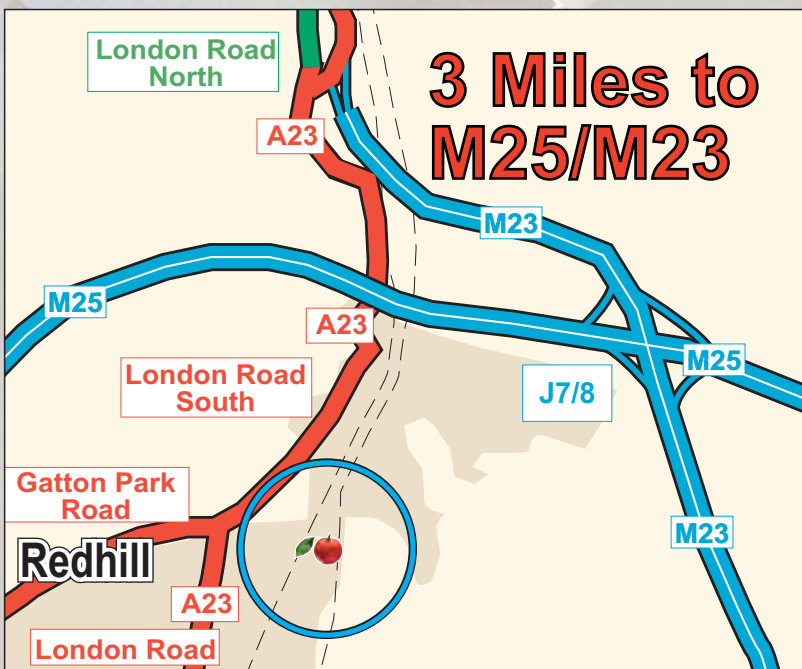 London Road
North
3 Miles to
M25/M23
A23
M23
M25
A23
M25
London Road
South
J7/8
Gatton Park
Road
M23
Redhill
A23
London Road